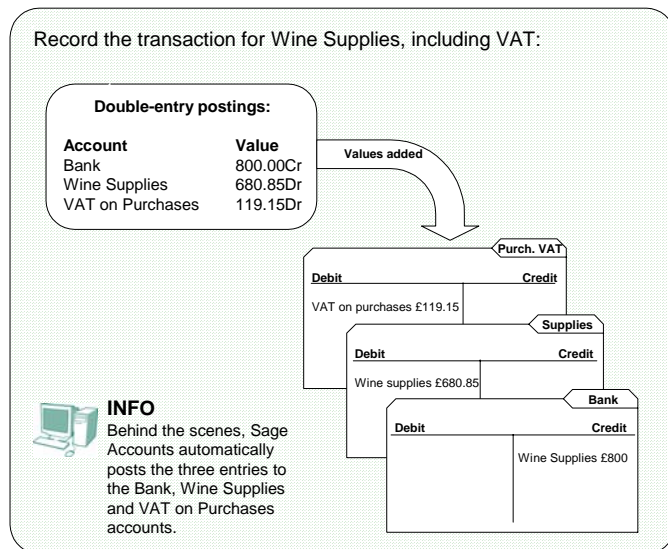 Record the transaction for Wine Supplies, including VAT:
Double-entry postings:
Account Value
Bank 800.00Cr
Wine Supplies 680.85Dr
VAT on Purchases 119.15Dr
Values added
Purch. VAT
Debit Credit
VAT on purchases £119.15
Supplies
Debit Credit
Wine supplies £680.85
Bank
Debit Credit
Wine Supplies £800
INFO
Behind the scenes, Sage
Accounts automatically
posts the three entries to
the Bank, Wine Supplies
and VAT on Purchases
accounts.